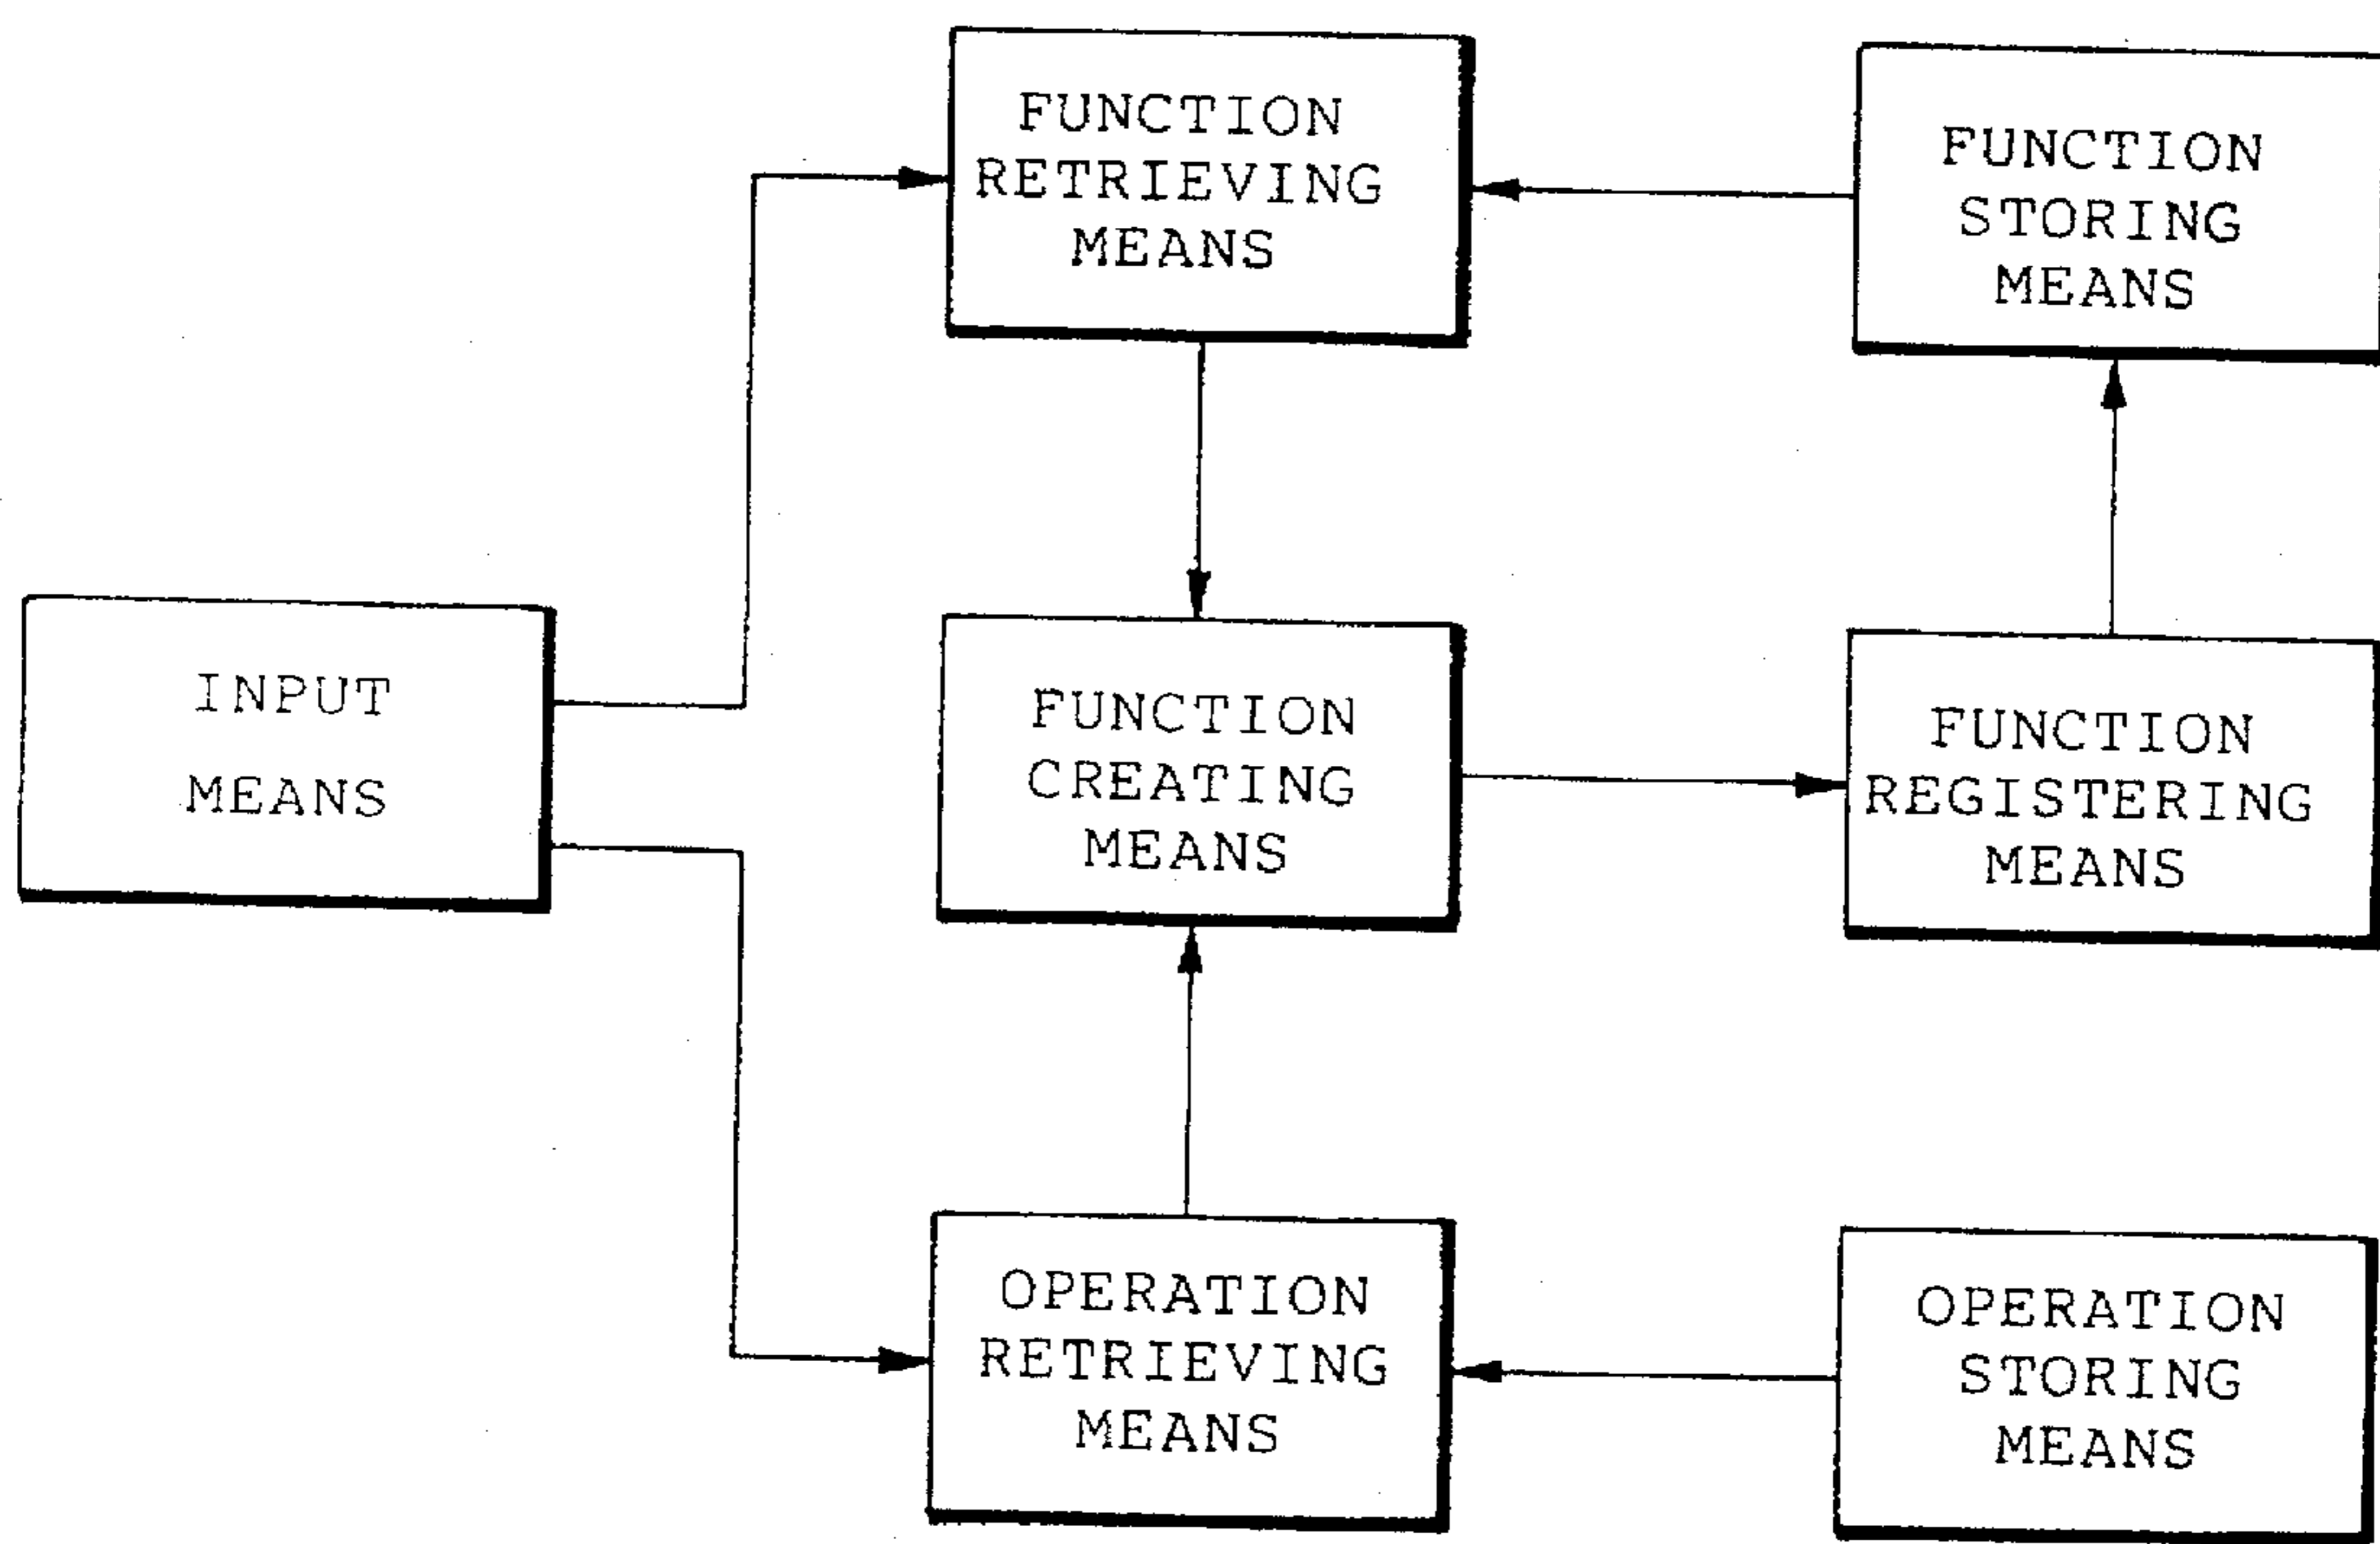 FUNCTION
RETRIEVING
MEANS
FUNCTION
STORING
MEANS
INPUT
MEANS
FUNCTION
CREATING
MEANS
FUNCTION
REGISTERING
MEANS
OPERATION
RETRIEVING
MEANS
OPERATION
STORING
MEANS